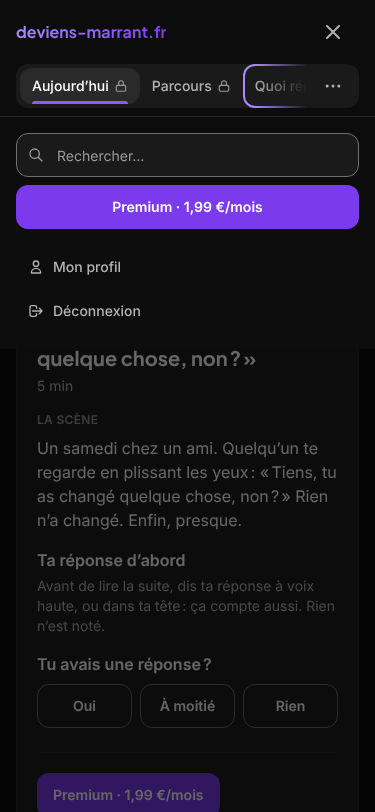 deviens-marrant.fr
Aujourd’hui
Parcours
Quoi
Rechercher...
Premium · 1,99 €/mois
Mon profil
Déconnexion
quelque chose, non ? »
5 min
LA SCÈNE
Un samedi chez un ami. Quelqu’un te
regarde en plissant les yeux : « Tiens, tu
as changé quelque chose, non ? » Rien
n’a changé. Enfin, presque.
Ta réponse d’abord
Avant de lire la suite, dis ta réponse à voix
haute, ou dans ta tête : ça compte aussi. Rien
n’est noté.
Tu avais une réponse ?
Oui
À moitié
Rien
Premium · 1,99 €/mois